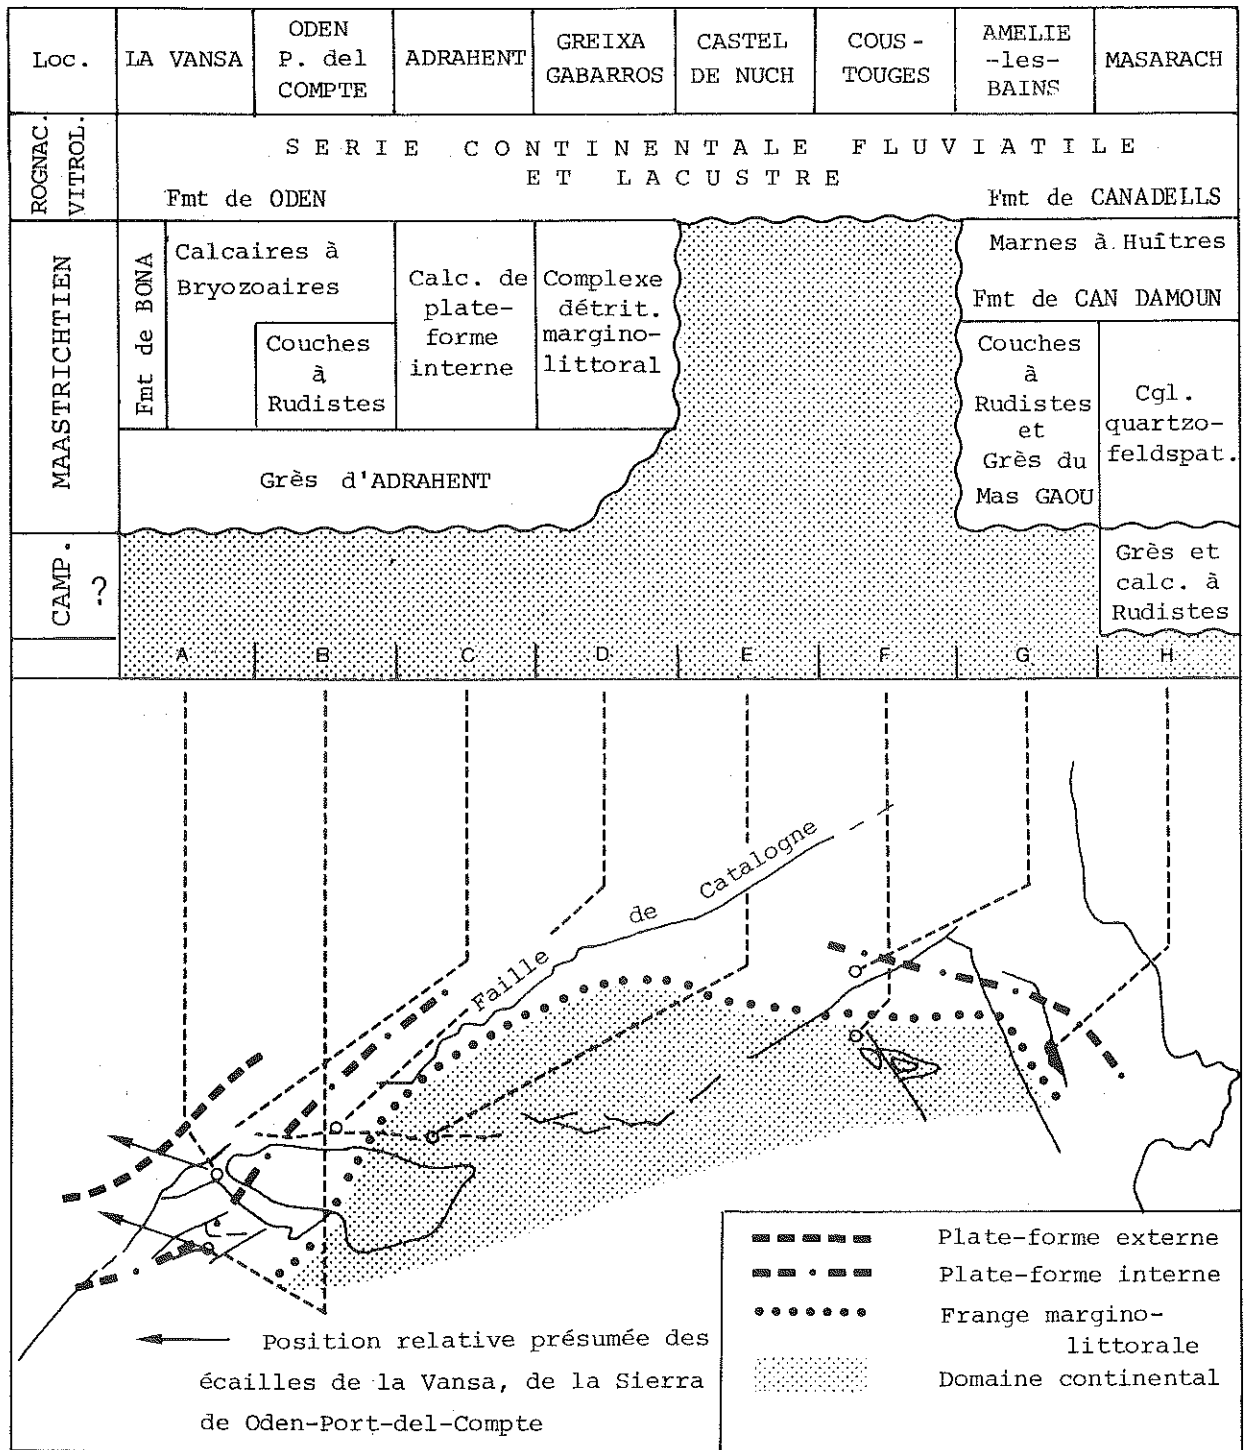 Loc.
LA VANSA
ODEN
P. del
COMPTE
ADRAHENT
GREIXA
GABARROS
CASTEL
DE NUCH
COUS -
TOUGES
AMELIE
-les-
BAINS
MASARACH
ROGNAC.
VITROL.
SERIE CONTINENTALE FLUVIATILE
ET LACUSTRE
Fmt de ODEN
Fmt de CANADELLS
MAASTRICHTIEN
Fmt de BONA
Calcaires à
Bryozoaires
Couches
à
Rudistes
Calc. de
plate-
forme
interne
Complexe
détrit.
margino-
littoral
Marnes à Huîtres
Fmt de CAN DAMOUN
Couches
à
Rudistes
et
Grès du
Mas GAOU
Cgl.
quartzo-
feldspat.
Grès d'ADRAHENT
CAMP.
?
Grès et
calc. à
Rudistes
A
B
C
D
E
F
G
H
Faille de Catalogne
Position relative présumée des
écailles de la Vansa, de la Sierra
de Oden-Port-del-Compte
Plate-forme externe
Plate-forme interne
Frange margino-
littorale
Domaine continental